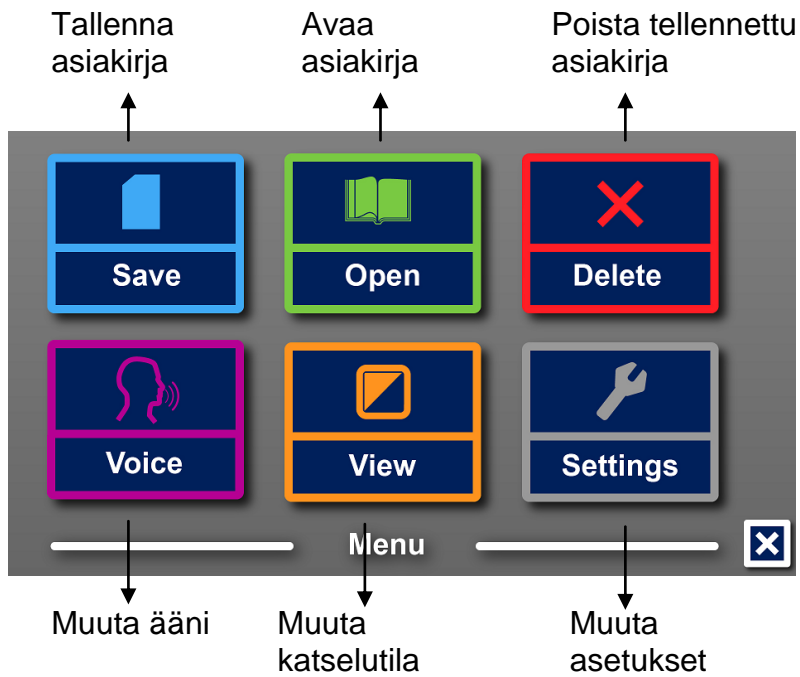 Tallenna Avaa Poista tellennettu
asiakirja asiakirja asiakirja
Save Open Delete
Voice View Settings
Menu
Muuta ääni Muuta Muuta
katselutila asetukset